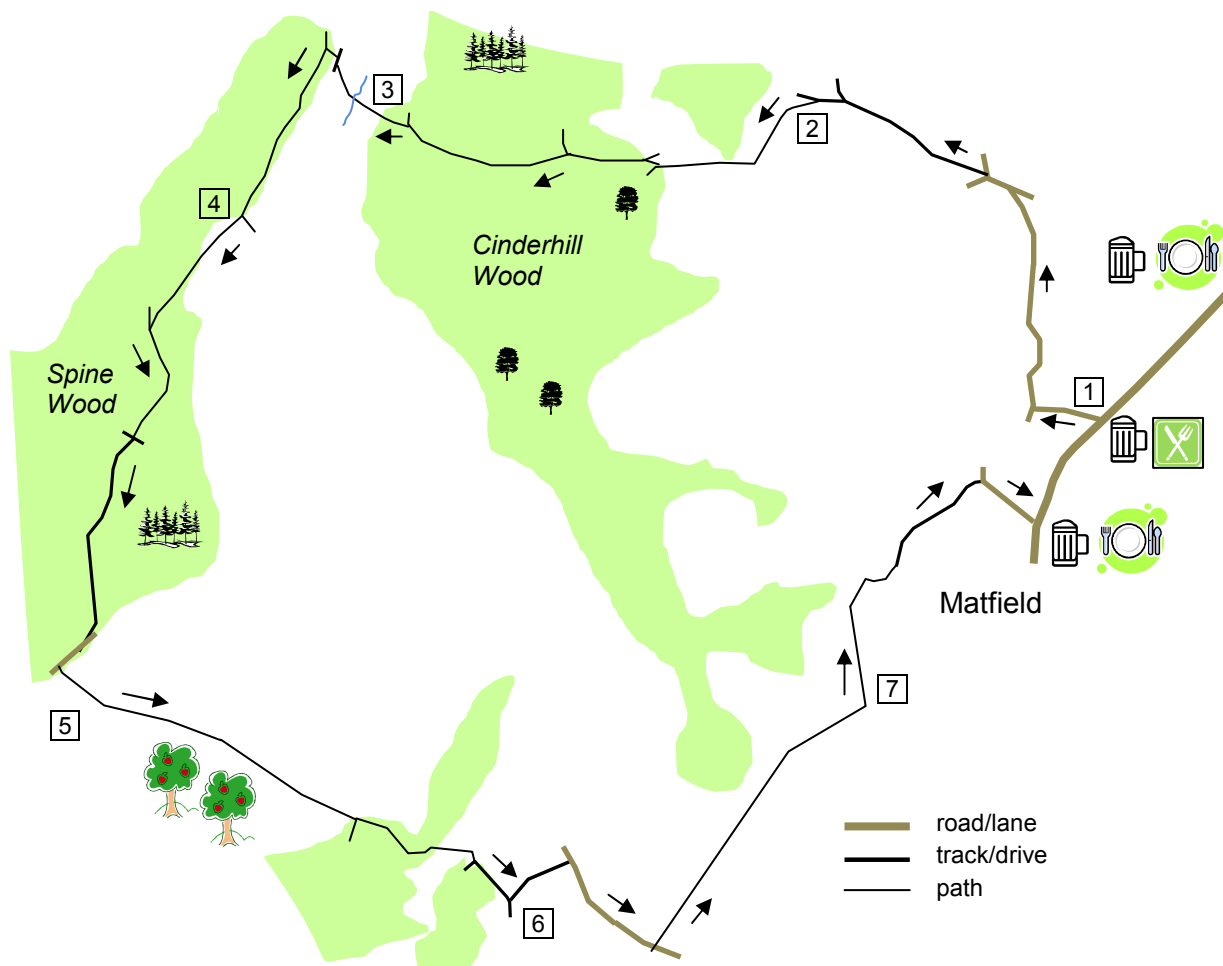 3
2
4
Cinderhill
Wood
Spine
Wood
1
Matfield
7
5
road/lane
track/drive
path
6